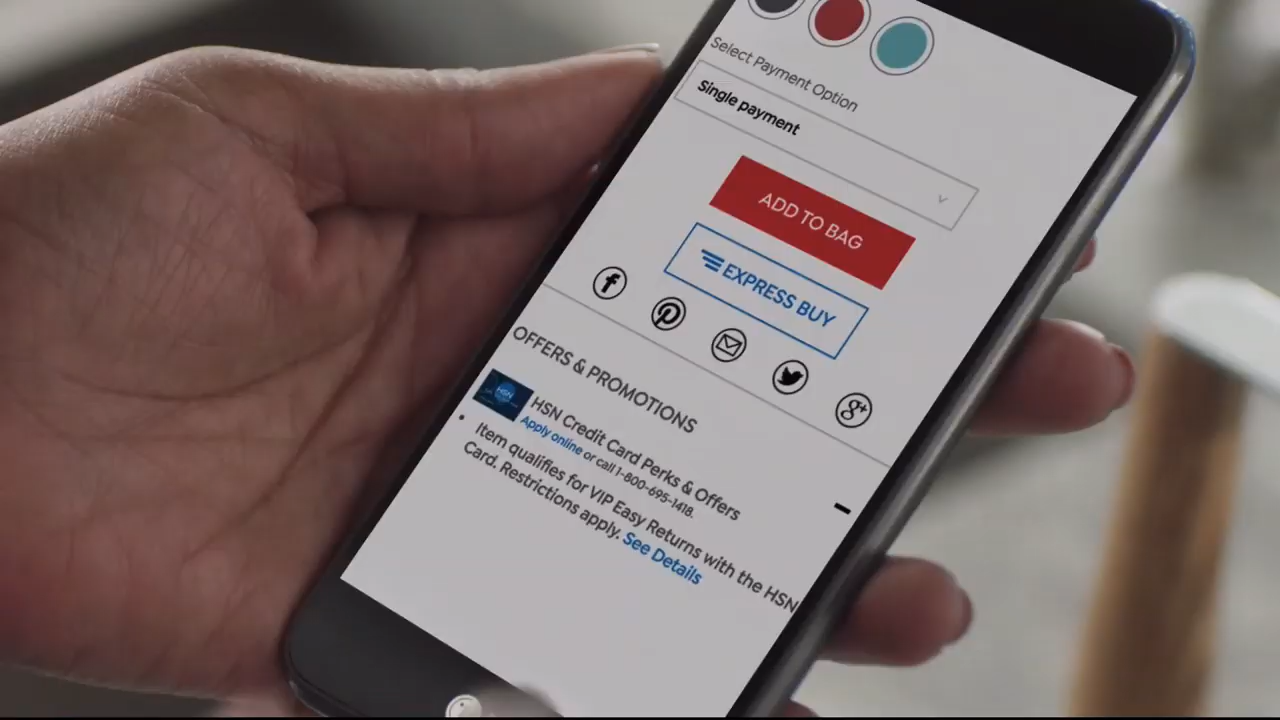 Select Payment Option
Single payment
ADD TO BAG
EXPRESS BUY
OFFERS & PROMOTIONS
HSN
HSN Credit Card Perks & Offers
Apply online or call 1-800-695-1418.
Item qualifies for VIP Easy Returns with the HSN
Card. Restrictions apply. See Details